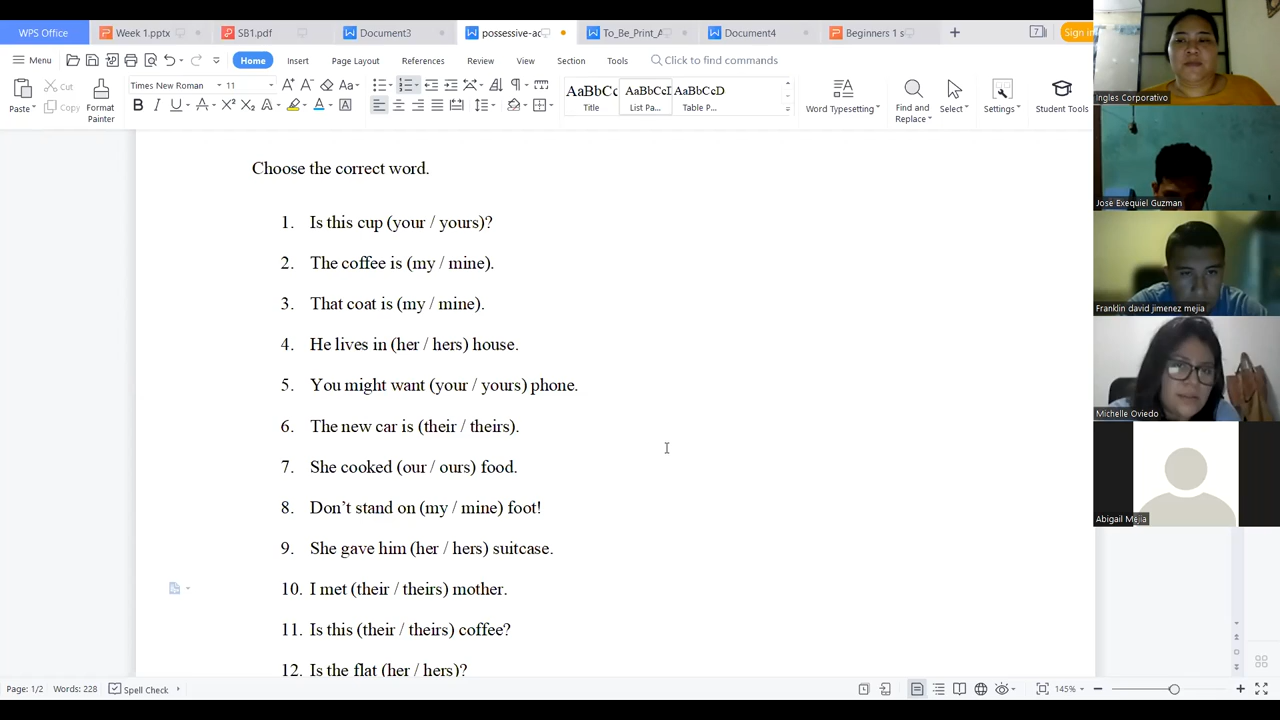 WPS Office
Week 1.pptx
SB1.pdf
Document3
possessive-ac
To_Be_Print_A
Document4
Beginners 1 s
7
Sign in
Menu
Home
Insert
Page Layout
References
Review
View
Section
Tools
Click to find commands
Paste
Cut
Copy
Format Painter
Times New Roman
11
AaBbCc
AaBbCcD
AaBbCcD
Title
List Pa...
Table P...
Word Typesetting
Find and Replace
Select
Settings
Student Tools
Choose the correct word.
1. Is this cup (your / yours)?
2. The coffee is (my / mine).
3. That coat is (my / mine).
4. He lives in (her / hers) house.
5. You might want (your / yours) phone.
6. The new car is (their / theirs).
7. She cooked (our / ours) food.
8. Don’t stand on (my / mine) foot!
9. She gave him (her / hers) suitcase.
10. I met (their / theirs) mother.
11. Is this (their / theirs) coffee?
12. Is the flat (her / hers)?
Ingles Corporativo
Jose Exequiel Guzman
Franklin david jimenez mejia
Michelle Oviedo
Abigail Mejia
Page: 1/2
Words: 228
Spell Check
145%